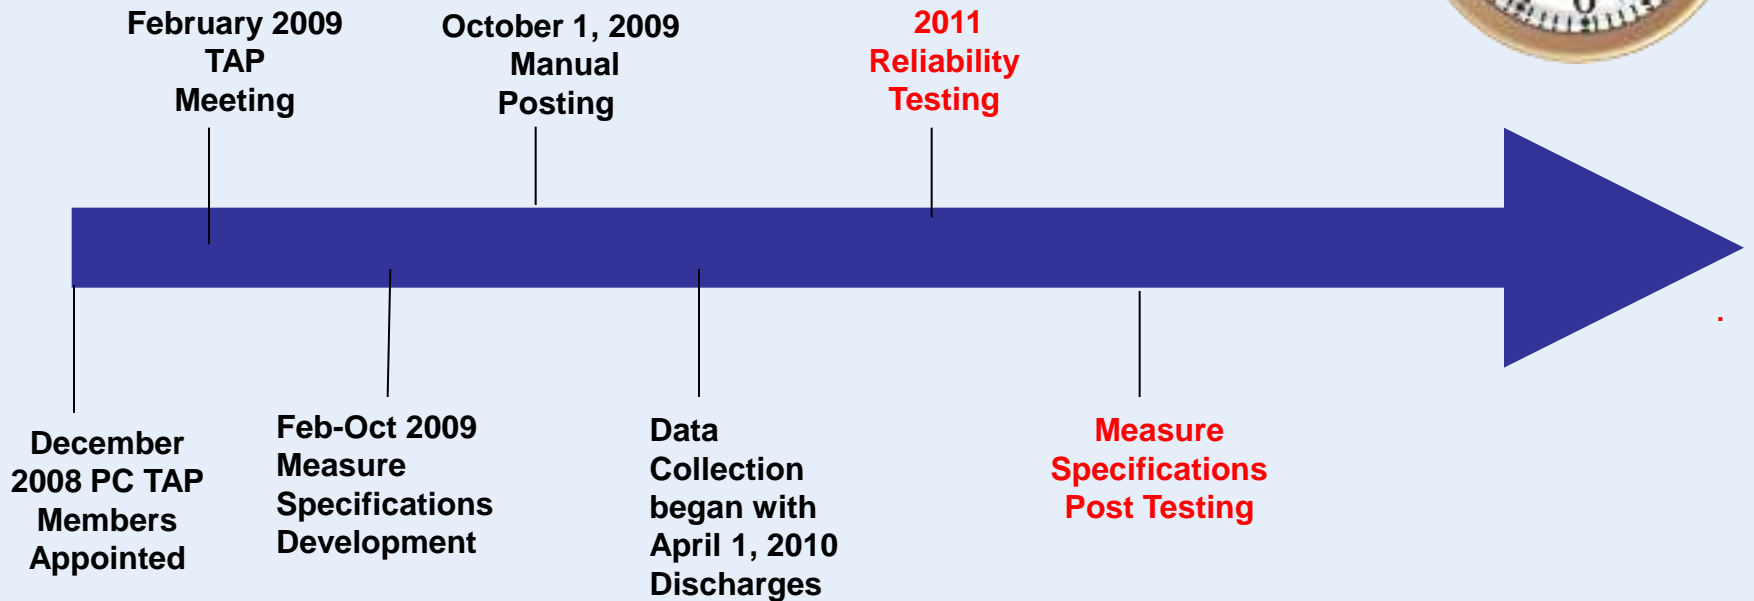 February 2009
TAP
Meeting
October 1, 2009
Manual
Posting
2011
Reliability
Testing
6
December
2008 PC TAP
Members
Appointed
Feb-Oct 2009
Measure
Specifications
Development
Data
Collection
began with
April 1, 2010
Discharges
Measure
Specifications
Post Testing
.